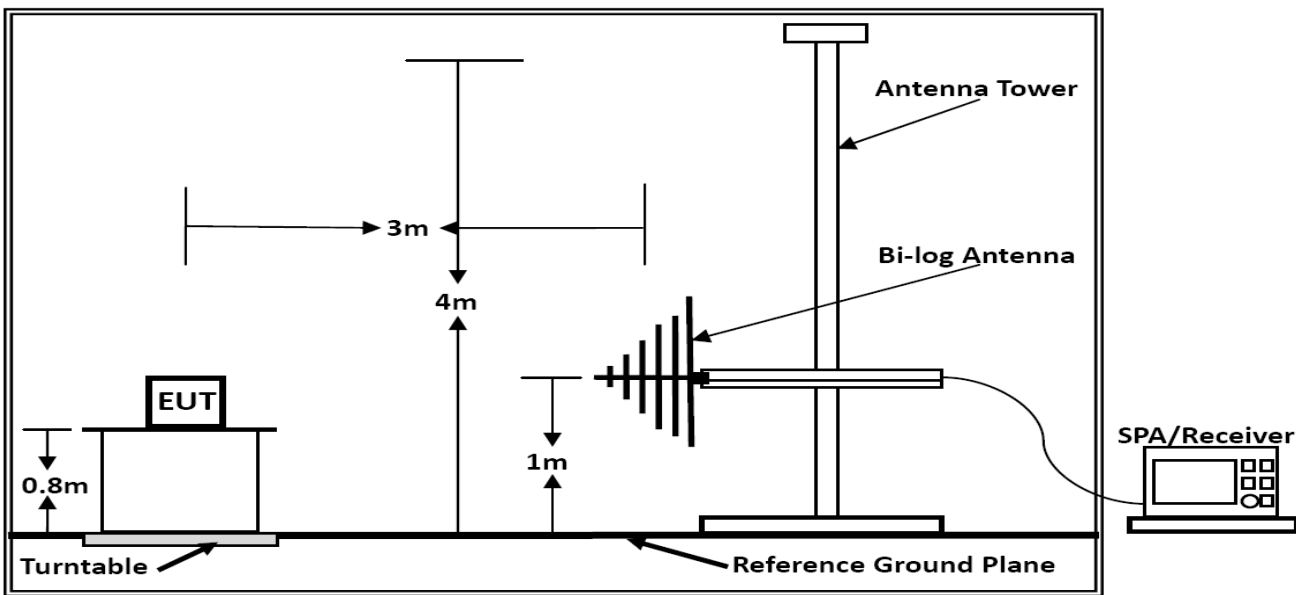 Antenna Tower
3m
Bi-log Antenna
4m
EUT
SPA/Receiver
1m
0.8m
Turntable
Reference Ground Plane